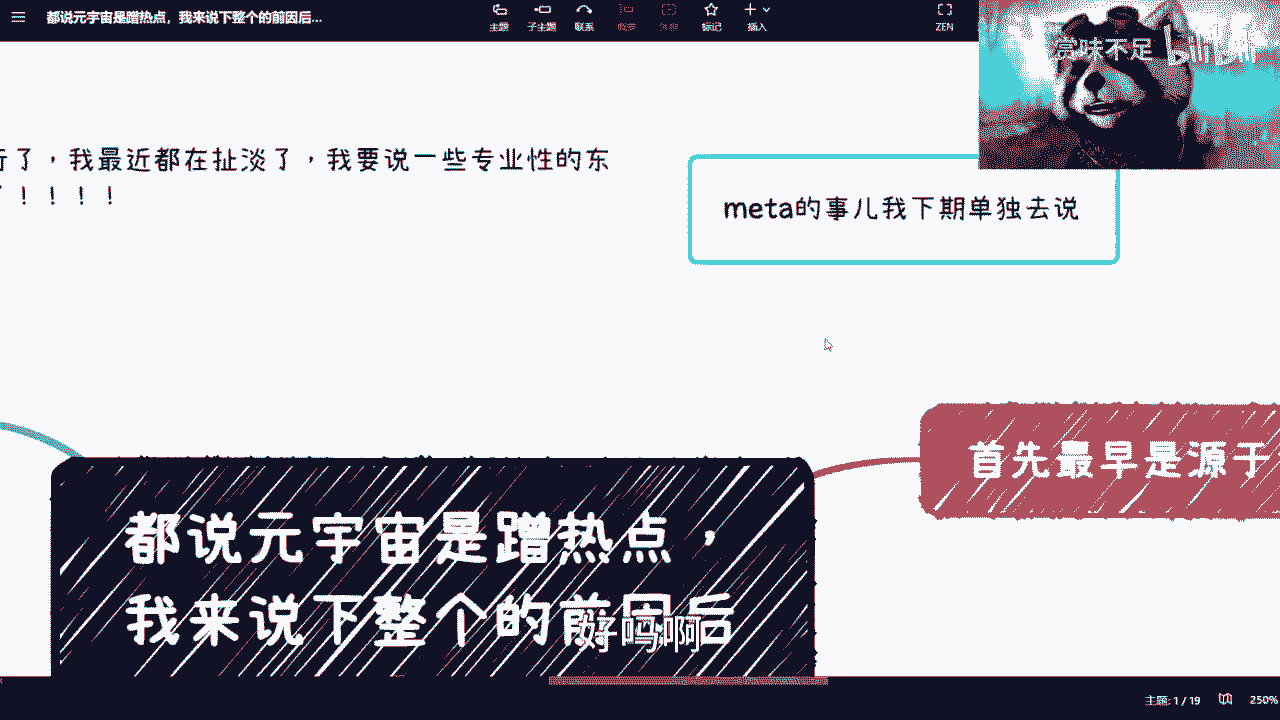 都说元宇宙是蹭热点，我来说下整个的前因后...
主题
子主题
联系
概要
外框
标记
插入
ZEN
赏味不足 bilibili
行了，我最近都在扯淡了，我要说一些专业性的东
！！！！
meta的事儿我下期单独去说
首先最早是源于
都说元宇宙是蹭热点，
我来说下整个的前因后
好吗啊
主题: 1 / 19
250%